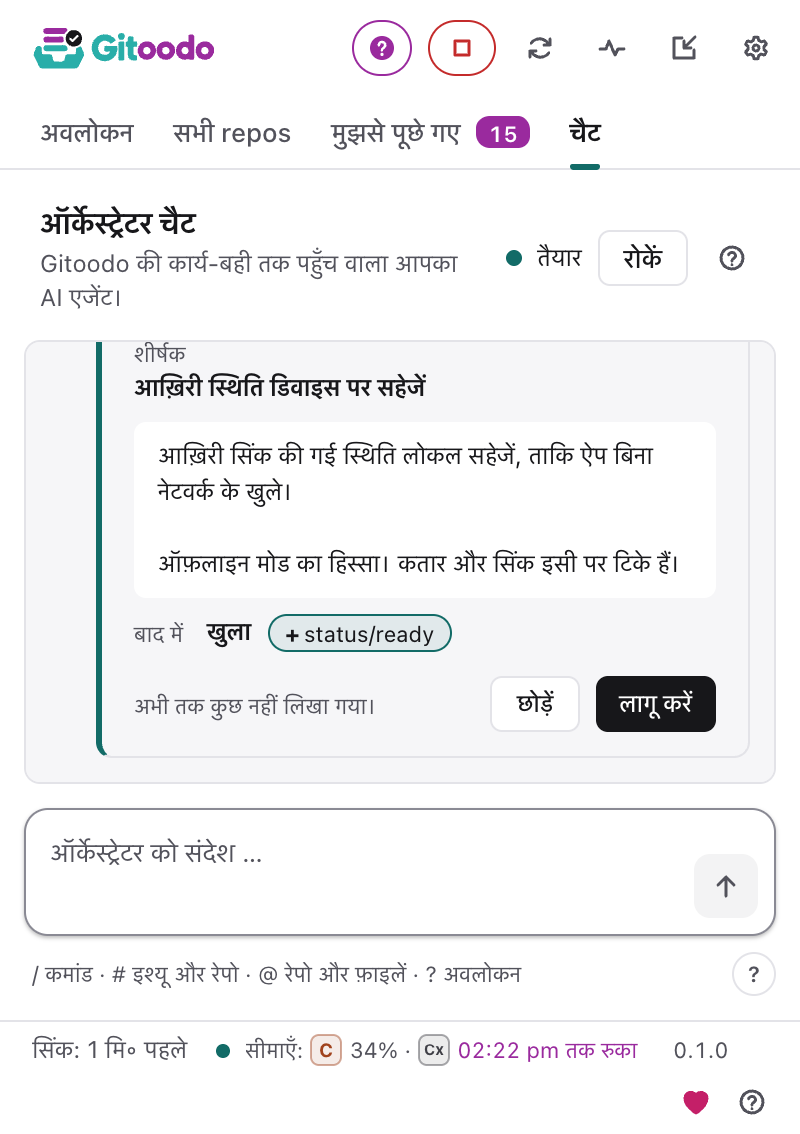 Gitoodo
अवलोकन सभी repos मुझसे पूछे गए 15 चैट
ऑर्केस्ट्रेटर चैट
Gitoodo की कार्य-बही तक पहुँच वाला आपका
AI एजेंट।
तैयार रोकें
शीर्षक
आख़िरी स्थिति डिवाइस पर सहेजें
आख़िरी सिंक की गई स्थिति लोकल सहेजें, ताकि ऐप बिना
नेटवर्क के खुले।
ऑफ़लाइन मोड का हिस्सा। कतार और सिंक इसी पर टिके हैं।
बाद में खुला + status/ready
अभी तक कुछ नहीं लिखा गया। छोड़ें लागू करें
ऑर्केस्ट्रेटर को संदेश …
/ कमांड · # इश्यू और रेपो · @ रेपो और फ़ाइलें · ? अवलोकन ?
सिंक: 1 मि॰ पहले सीमाएँ: C 34% · Cx 02:22 pm तक रुका 0.1.0